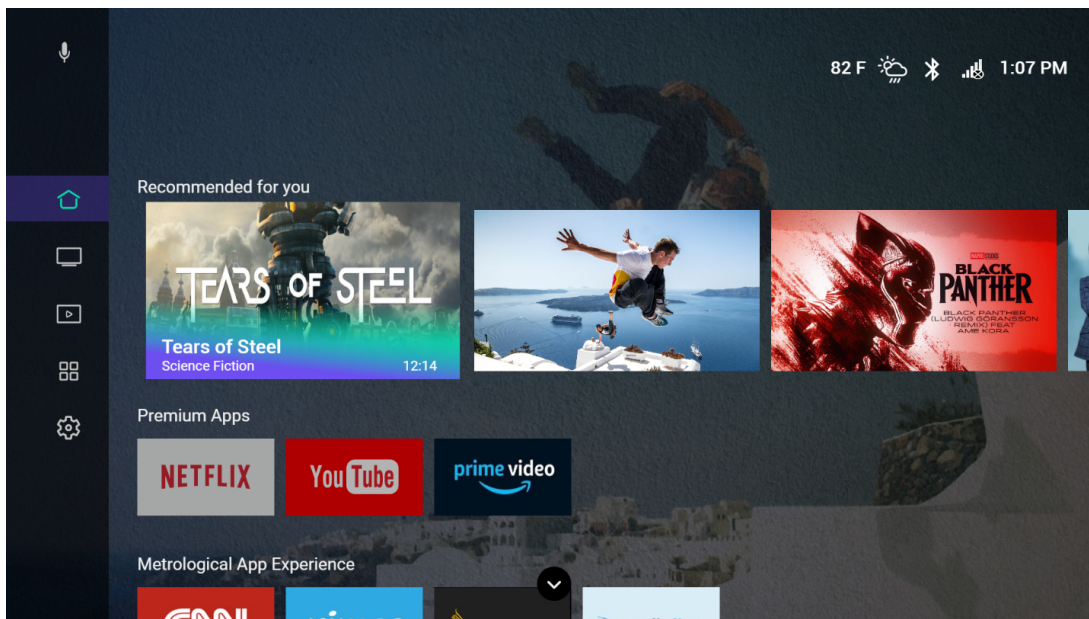 82 F
1:07 PM
Recommended for you
TEARS OF STEEL
Tears of Steel
Science Fiction
12:14
MARVEL STUDIOS
BLACK
PANTHER
BLACK PANTHER
(LUDWIG GÖRANSSON
REMIX) FEAT
AME KORA
Premium Apps
NETFLIX
YouTube
prime video
Metrological App Experience
CNN